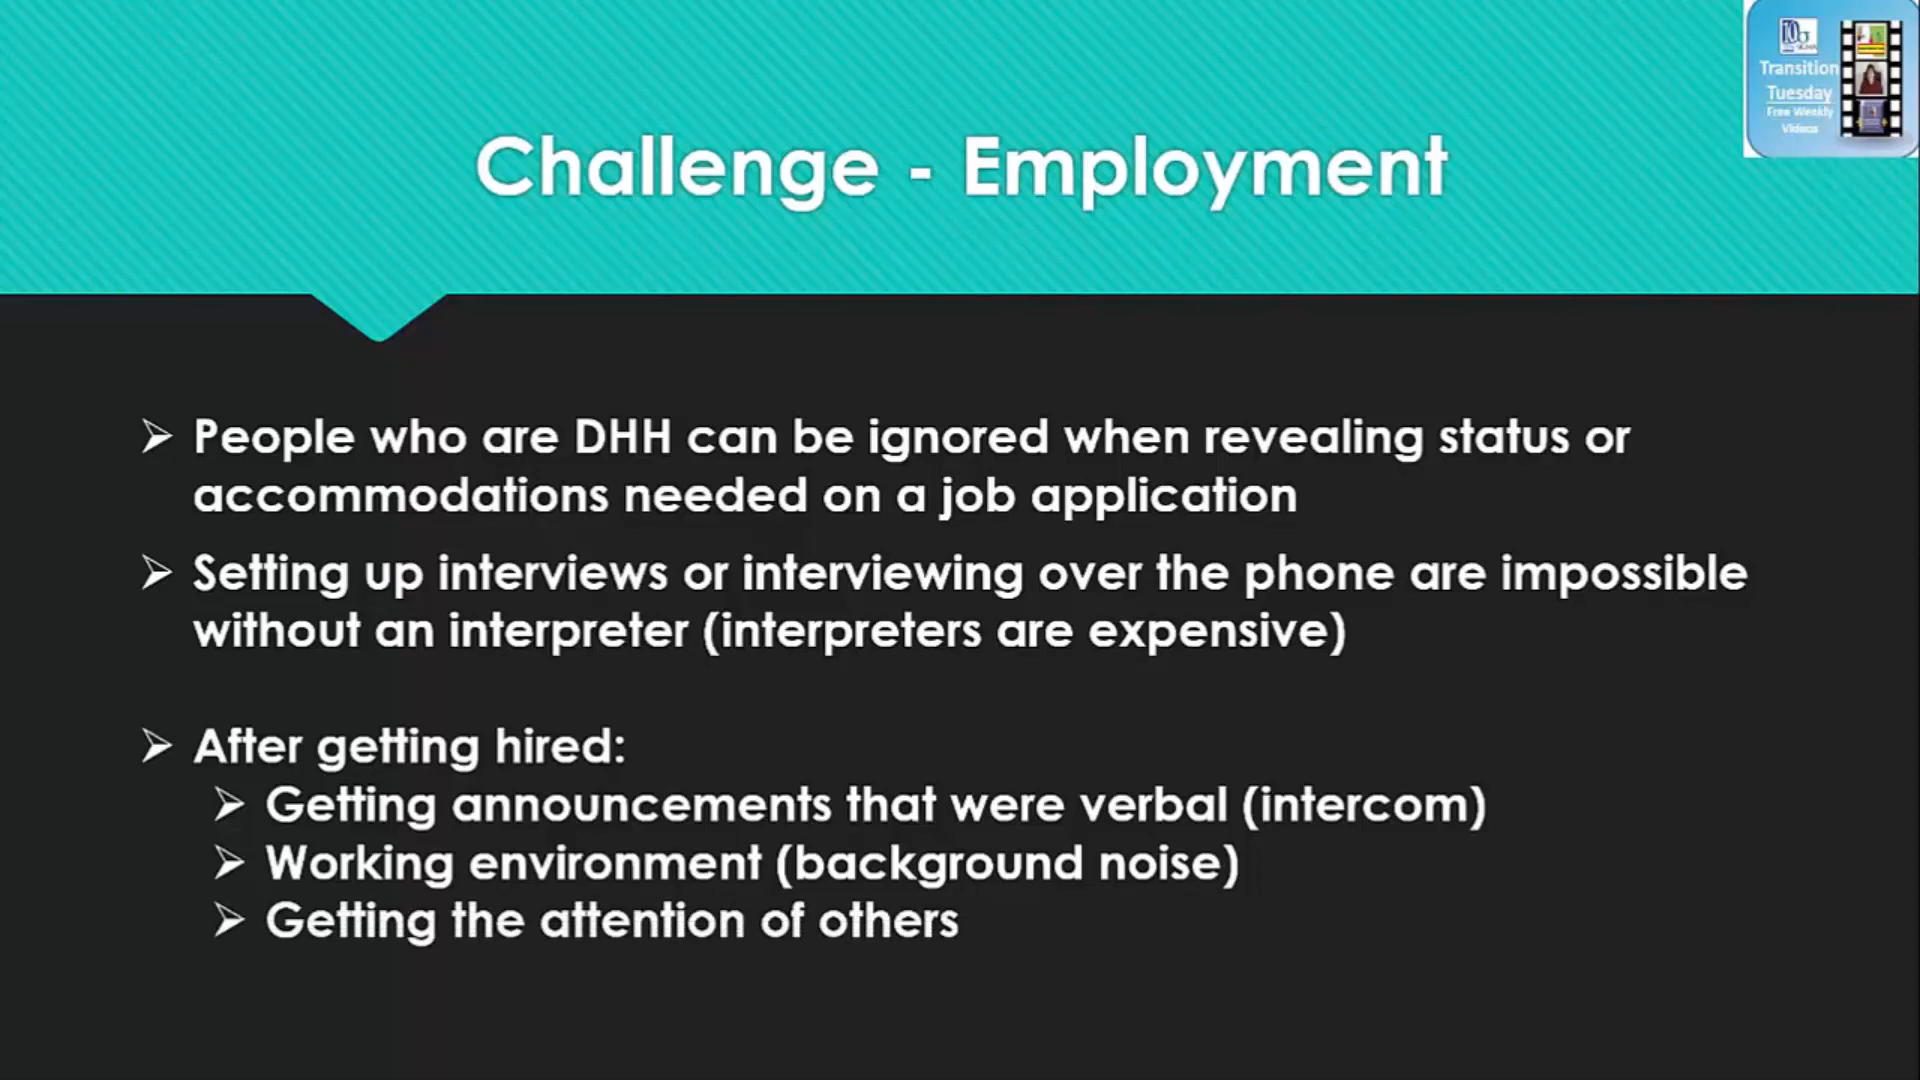 Transition
Tuesday
Free Weekly
Videos
Challenge - Employment
➢ People who are DHH can be ignored when revealing status or
accommodations needed on a job application
➢ Setting up interviews or interviewing over the phone are impossible
without an interpreter (interpreters are expensive)
➢ After getting hired:
➢ Getting announcements that were verbal (intercom)
➢ Working environment (background noise)
➢ Getting the attention of others